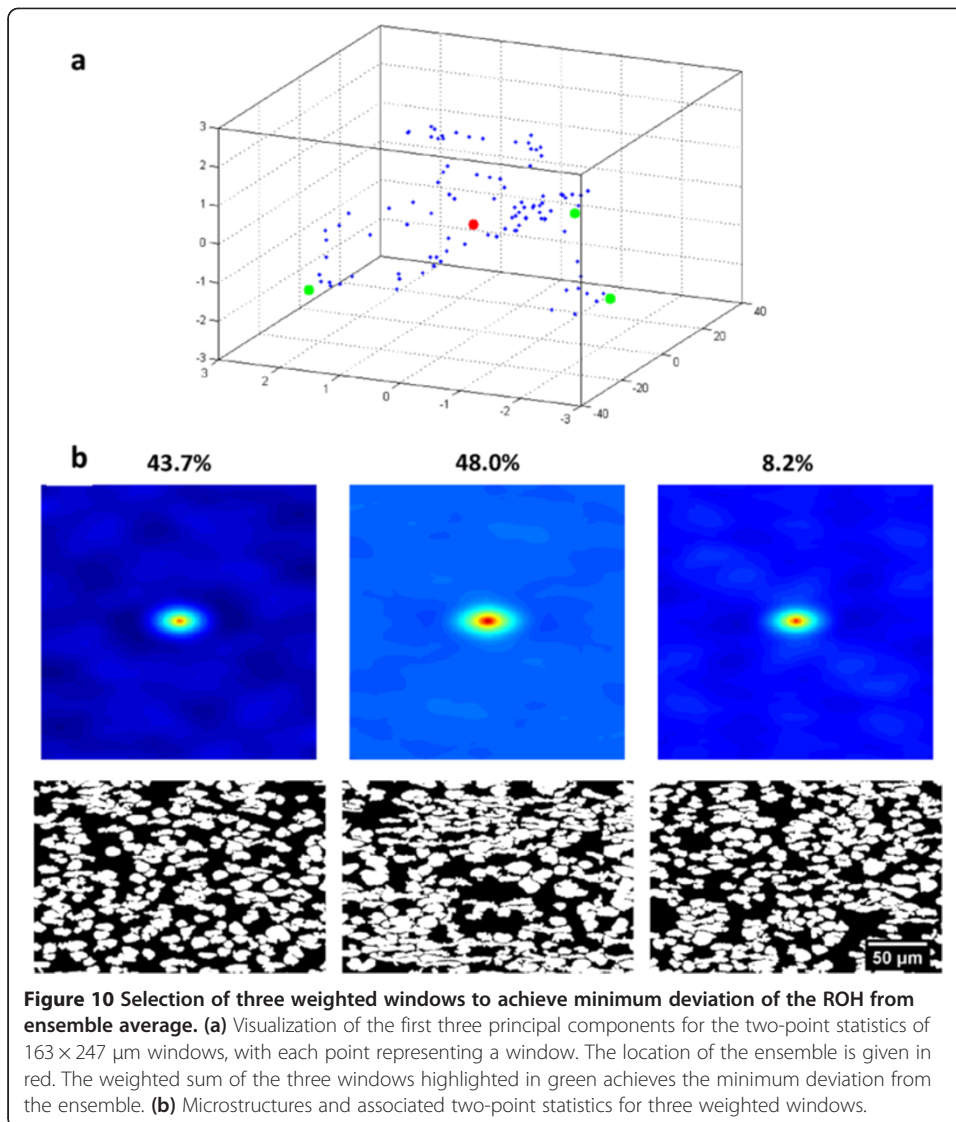 a
3
2
1
0
-1
-2
-3
3
2
1
0
-1
-2
-3
-40
-20
0
20
40
b
43.7%
48.0%
8.2%
50 µm
Figure 10 Selection of three weighted windows to achieve minimum deviation of the ROH from
ensemble average. (a) Visualization of the first three principal components for the two-point statistics of
163 × 247 µm windows, with each point representing a window. The location of the ensemble is given in
red. The weighted sum of the three windows highlighted in green achieves the minimum deviation from
the ensemble. (b) Microstructures and associated two-point statistics for three weighted windows.